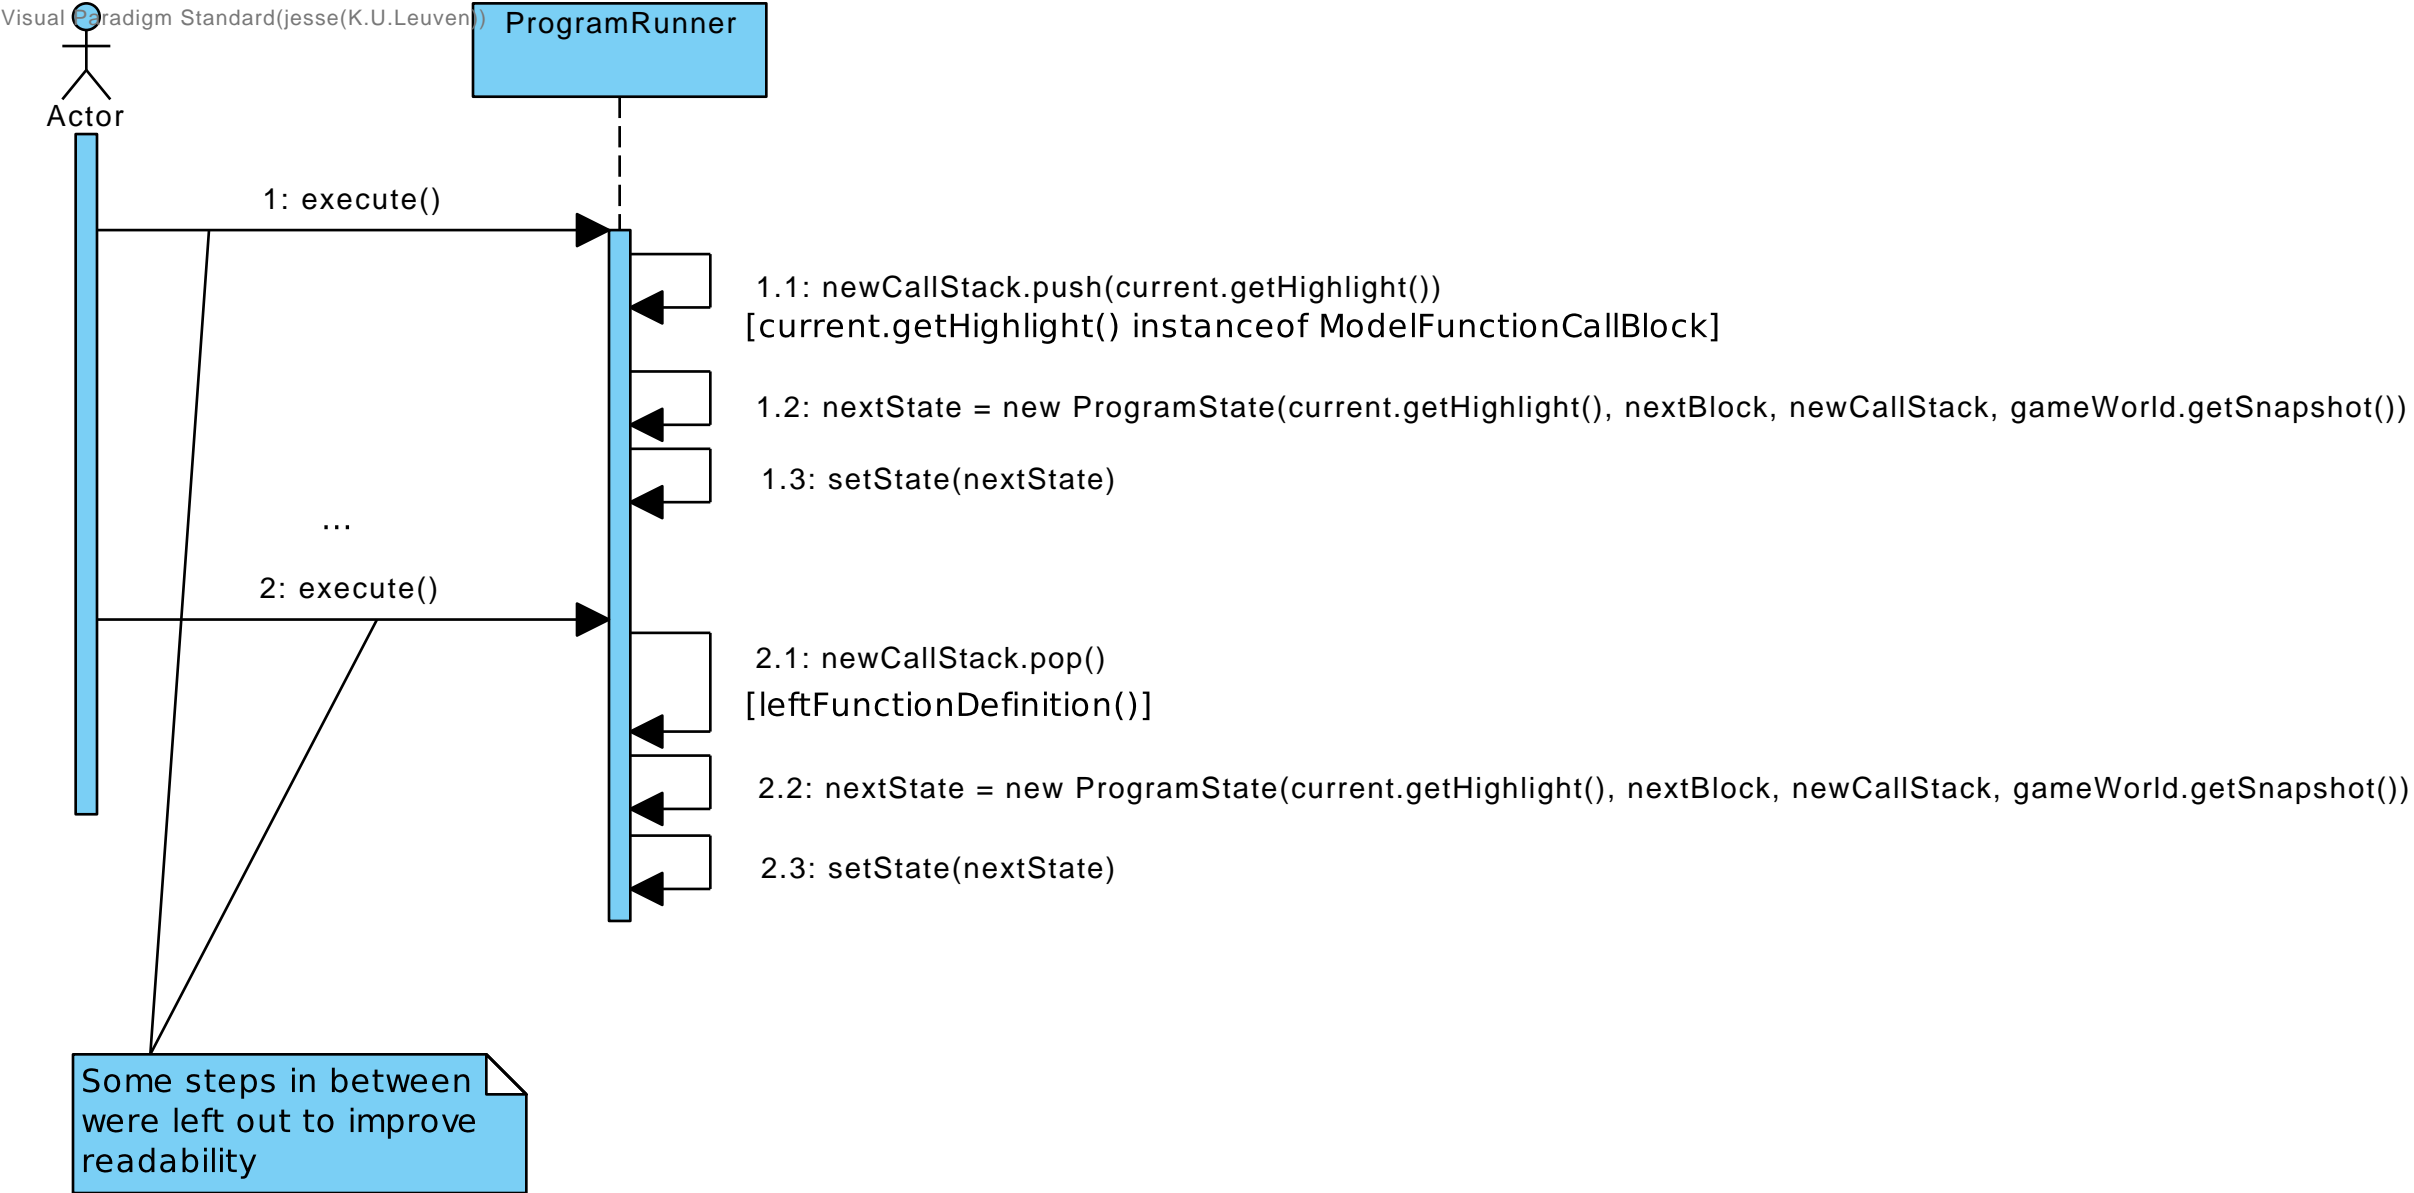 Visual Paradigm Standard(jesse(K.U.Leuven))
ProgramRunner
Actor
1: execute()
1.1: newCallStack.push(current.getHighlight())
[current.getHighlight() instanceof ModelFunctionCallBlock]
1.2: nextState = new ProgramState(current.getHighlight(), nextBlock, newCallStack, gameWorld.getSnapshot())
1.3: setState(nextState)
...
2: execute()
2.1: newCallStack.pop()
[leftFunctionDefinition()]
2.2: nextState = new ProgramState(current.getHighlight(), nextBlock, newCallStack, gameWorld.getSnapshot())
2.3: setState(nextState)
Some steps in between
were left out to improve
readability